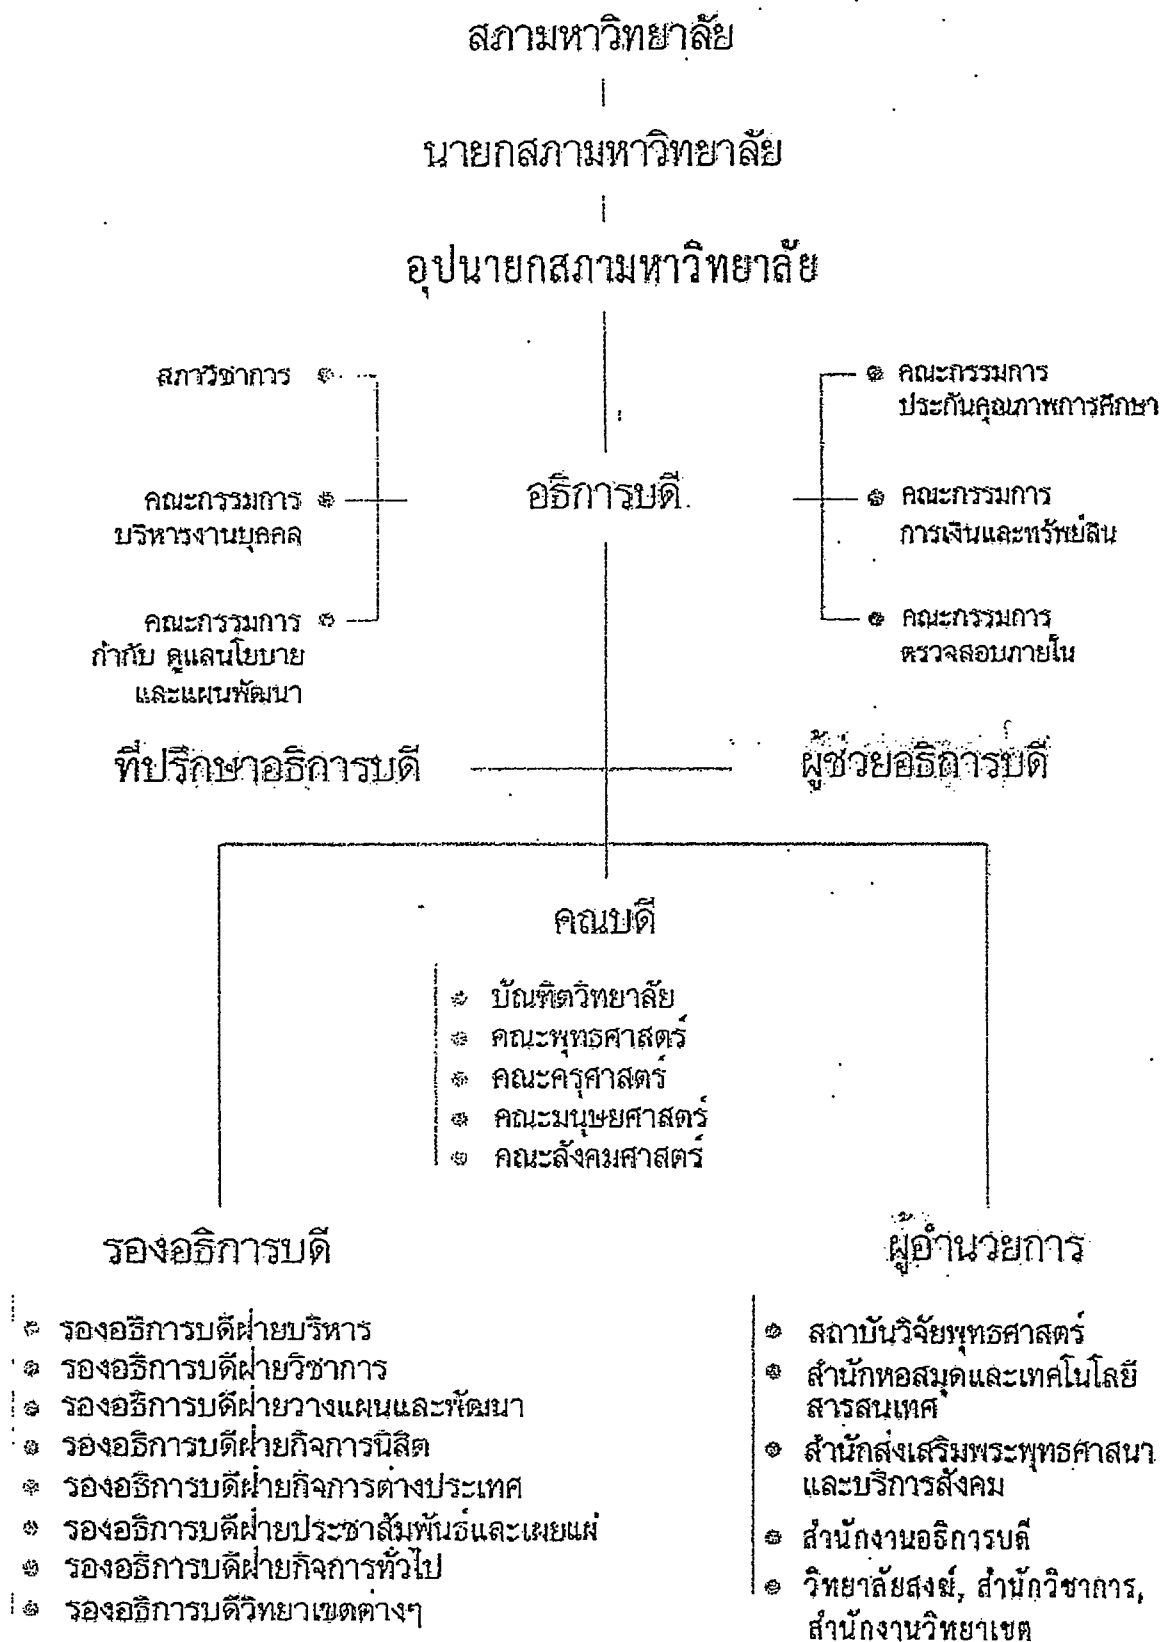 สภามหาวิทยาลัย
นายกสภามหาวิทยาลัย
อุปนายกสภามหาวิทยาลัย
สภาวิชาการ
คณะกรรมการ
บริหารงานบุคคล
คณะกรรมการ
กำกับ ดูแลนโยบาย
และแผนพัฒนา
อธิการบดี
คณะกรรมการ
ประกันคุณภาพการศึกษา
คณะกรรมการ
การเงินและทรัพย์สิน
คณะกรรมการ
ตรวจสอบภายใน
ที่ปรึกษาอธิการบดี
ผู้ช่วยอธิการบดี
คณบดี
บัณฑิตวิทยาลัย
คณะพุทธศาสตร์
คณะครุศาสตร์
คณะมนุษยศาสตร์
คณะสังคมศาสตร์
รองอธิการบดี
รองอธิการบดีฝ่ายบริหาร
รองอธิการบดีฝ่ายวิชาการ
รองอธิการบดีฝ่ายวางแผนและพัฒนา
รองอธิการบดีฝ่ายกิจการนิสิต
รองอธิการบดีฝ่ายกิจการต่างประเทศ
รองอธิการบดีฝ่ายประชาสัมพันธ์และเผยแผ่
รองอธิการบดีฝ่ายกิจการทั่วไป
รองอธิการบดีวิทยาเขตต่างๆ
ผู้อำนวยการ
สถาบันวิจัยพุทธศาสตร์
สำนักหอสมุดและเทคโนโลยี
สารสนเทศ
สำนักส่งเสริมพระพุทธศาสนา
และบริการสังคม
สำนักงานอธิการบดี
วิทยาลัยสงฆ์, สำนักวิชาการ,
สำนักงานวิทยาเขต